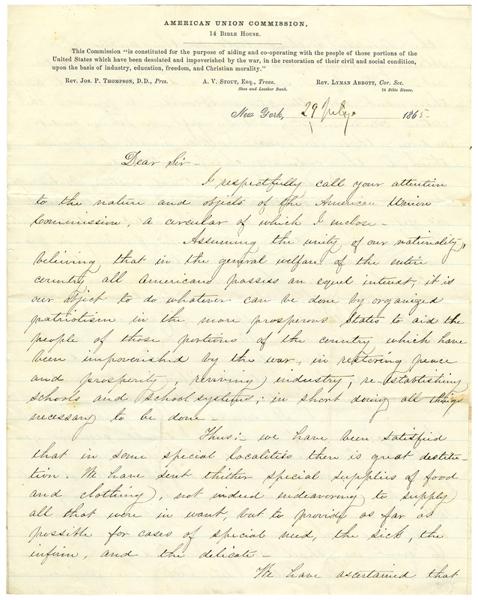 AMERICAN UNION COMMISSION,
14 BIBLE HOUSE.
This Commission "is constituted for the purpose of aiding and co-operating with the people of those portions of the
United States which have been desolated and impoverished by the war, in the restoration of their civil and social condition,
upon the basis of industry, education, freedom, and Christian morality."
REV. JOS. P. THOMPSON, D.D., Pres. A. V. STOUT, ESQ., Treas. REV. LYMAN ABBOTT, Cor. Sec.
Shoe and Leather Bank. 14 Bible House.
New York, 29 July 1865
Dear Sir -
I respectfully call your attention
to the nature and objects of the American Union
Commission, a circular of which I inclose -
Assuming the unity of our nationality,
believing that in the general welfare of the entire
country all Americans possess an equal interest, it is
our object to do whatever can be done by organized
patriotism in the more prosperous States to aid the
people of those portions of the country which have
been impoverished by the war, in restoring peace
and prosperity, reviving industry, re-establishing
schools and school systems; in short doing all things
necessary to be done -
Thus:- we have been satisfied
that in some special localities there is great destitu-
tion. We have sent thither special supplies of food
and clothing, not indeed endeavoring to supply
all that were in want, but to provide as far as
possible for cases of special need, the sick, the
infirm, and the delicate -
We have ascertained that